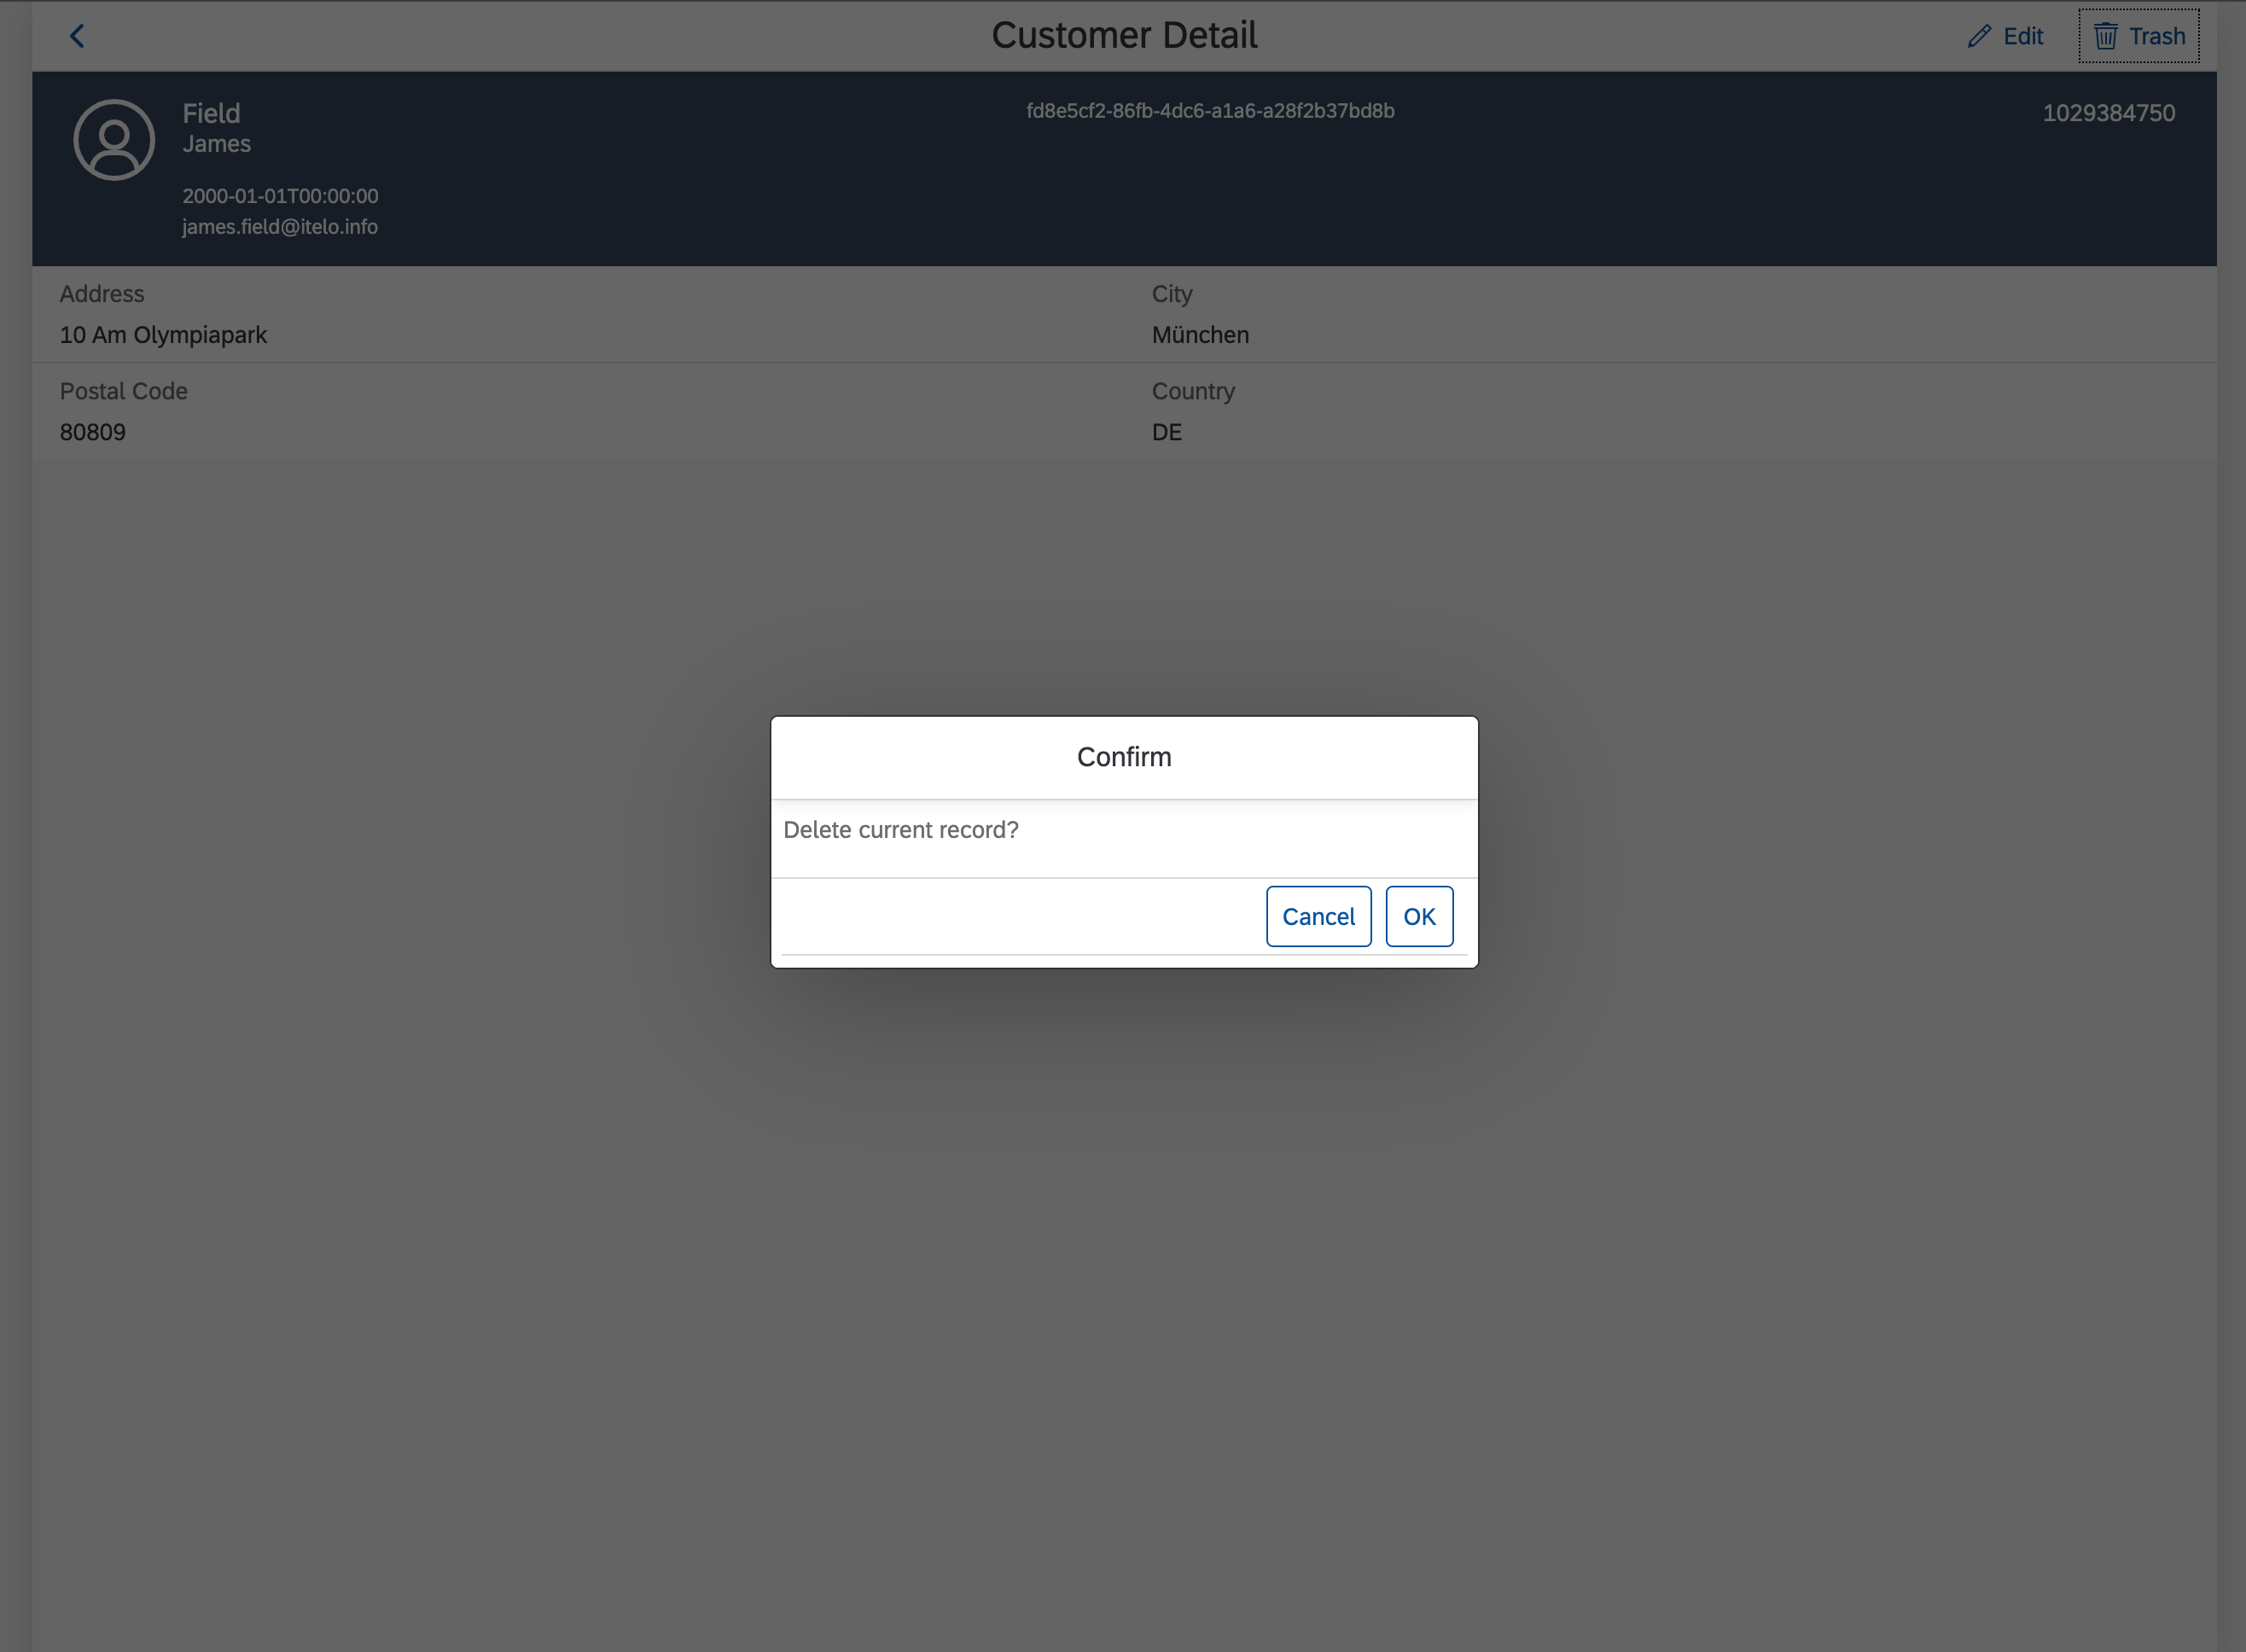 Customer Detail
Edit
Trash
Field
James
2000-01-01T00:00:00
james.field@itelo.info
fd8e5cf2-86fb-4dc6-a1a6-a28f2b37bd8b
1029384750
Address
10 Am Olympiapark
City
München
Postal Code
80809
Country
DE
Confirm
Delete current record?
Cancel
OK